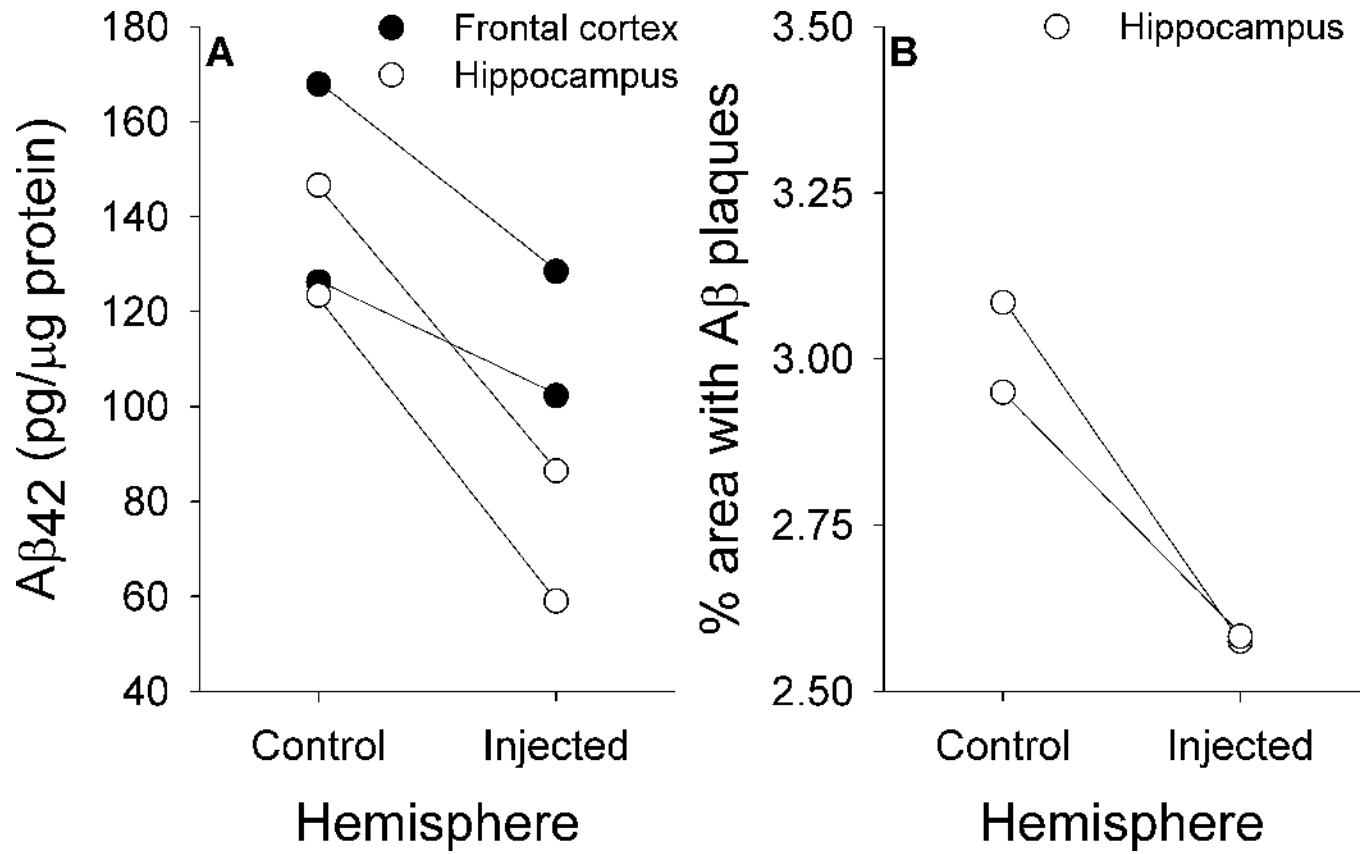 A
Frontal cortex
Hippocampus
Aβ42 (pg/μg protein)
180
160
140
120
100
80
60
40
Control
Injected
Hemisphere
B
Hippocampus
% area with Aβ plaques
3.50
3.25
3.00
2.75
2.50
Control
Injected
Hemisphere